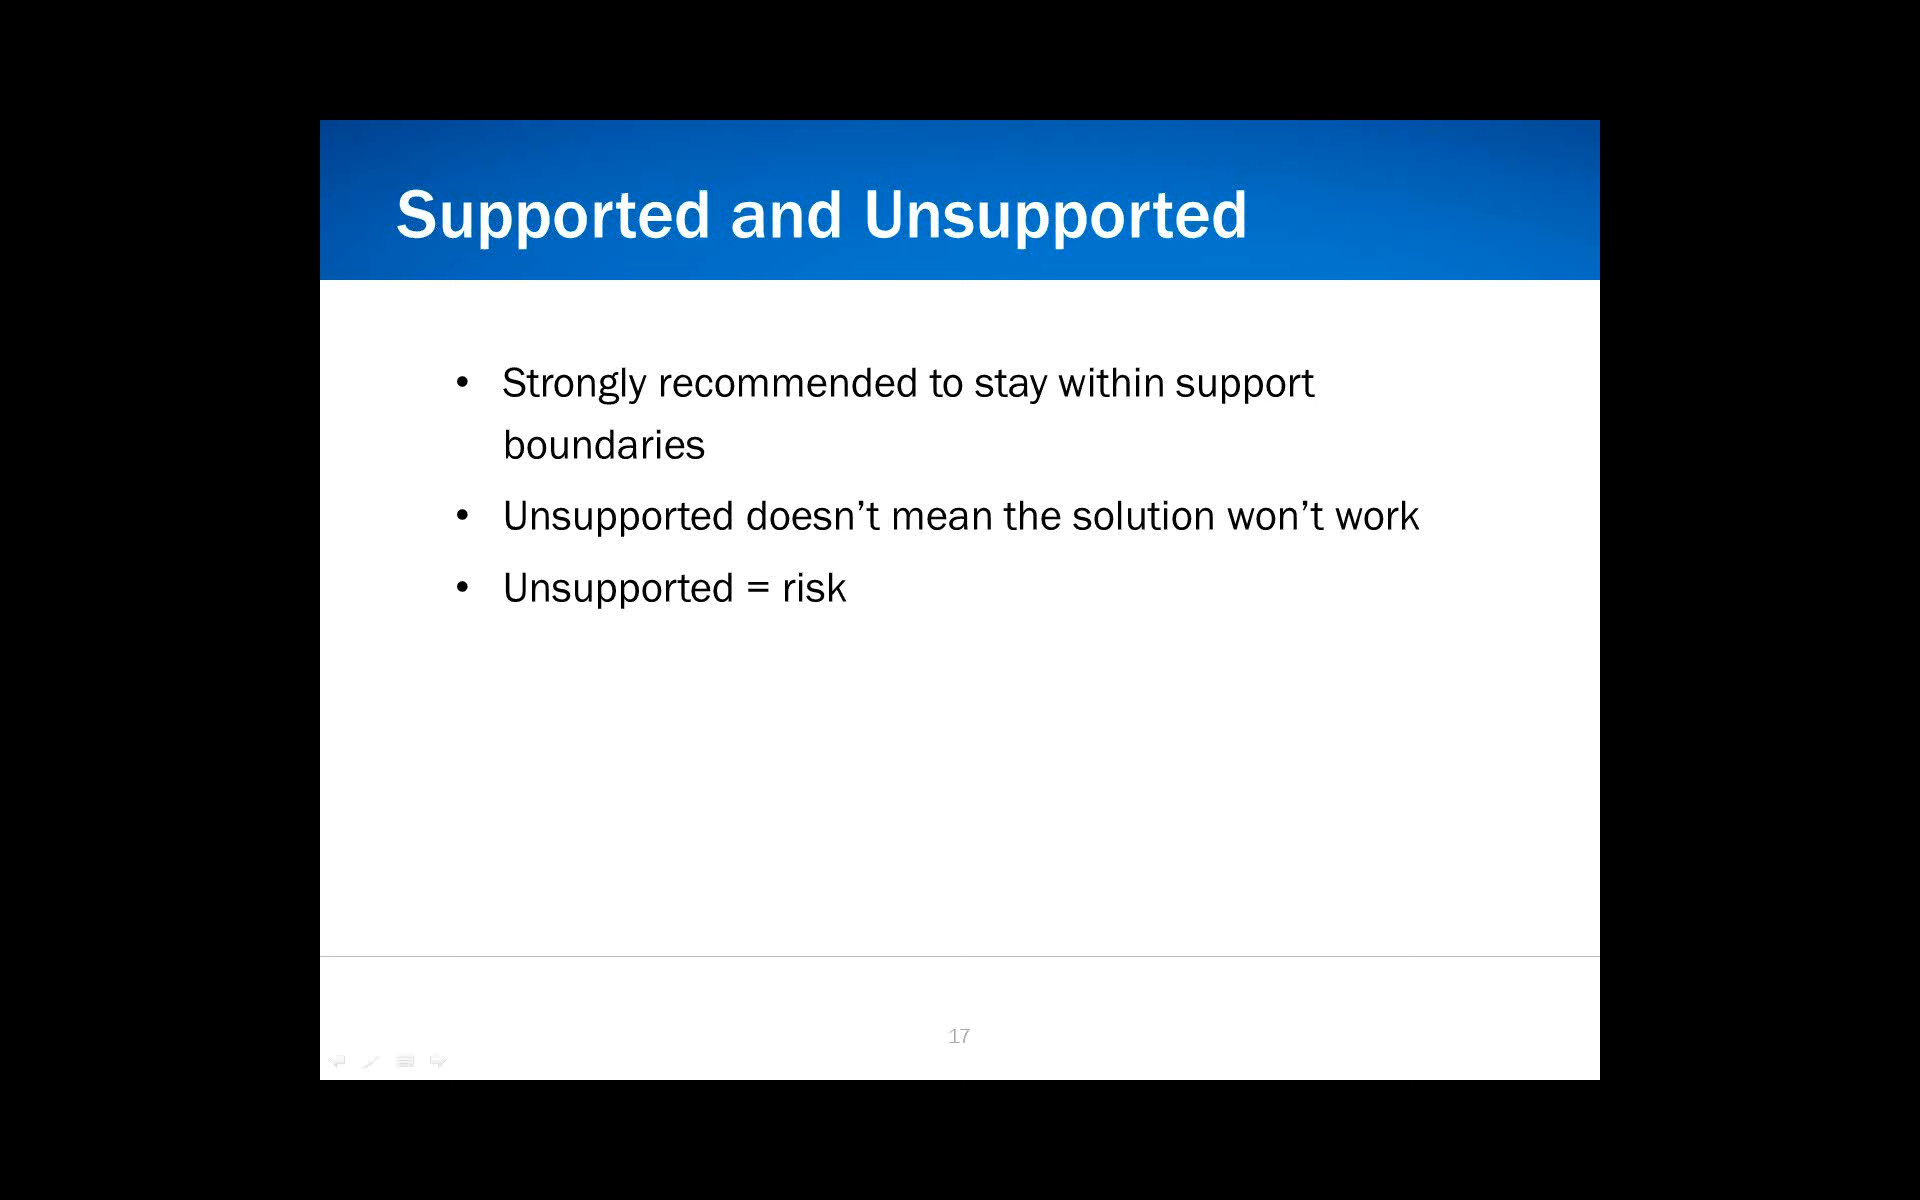 Supported and Unsupported
• Strongly recommended to stay within support
boundaries
• Unsupported doesn’t mean the solution won’t work
• Unsupported = risk
17